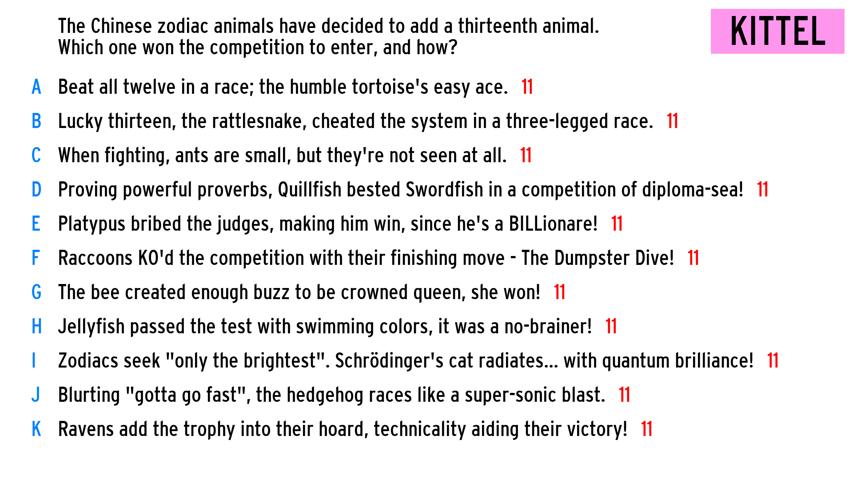 The Chinese zodiac animals have decided to add a thirteenth animal.
Which one won the competition to enter, and how?
KITTEL
A Beat all twelve in a race; the humble tortoise's easy ace. 11
B Lucky thirteen, the rattlesnake, cheated the system in a three-legged race. 11
C When fighting, ants are small, but they're not seen at all. 11
D Proving powerful proverbs, Quillfish bested Swordfish in a competition of diploma-sea! 11
E Platypus bribed the judges, making him win, since he's a BILLionare! 11
F Raccoons KO'd the competition with their finishing move - The Dumpster Dive! 11
G The bee created enough buzz to be crowned queen, she won! 11
H Jellyfish passed the test with swimming colors, it was a no-brainer! 11
I Zodiacs seek "only the brightest". Schrödinger's cat radiates... with quantum brilliance! 11
J Blurting "gotta go fast", the hedgehog races like a super-sonic blast. 11
K Ravens add the trophy into their hoard, technicality aiding their victory! 11